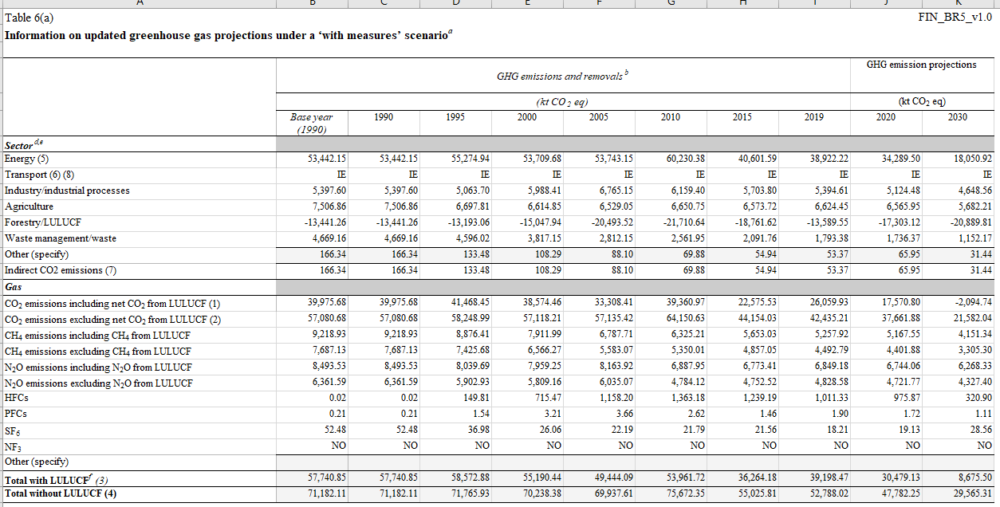 A B C D E F G H I J K
Table 6(a) FIN_BR5_v1.0
Information on updated greenhouse gas projections under a ‘with measures’ scenario a
GHG emissions and removals b GHG emission projections
(kt CO2 eq) (kt CO2 eq)
Base year (1990) 1990 1995 2000 2005 2010 2015 2019 2020 2030
Sector d,e
Energy (5) 53,442.15 53,442.15 55,274.94 53,709.68 53,743.15 60,230.38 40,601.59 38,922.22 34,289.50 18,050.92
Transport (6) (8) IE IE IE IE IE IE IE IE IE IE
Industry/industrial processes 5,397.60 5,397.60 5,063.70 5,988.41 6,765.15 6,159.40 5,703.80 5,394.61 5,124.48 4,648.56
Agriculture 7,506.86 7,506.86 6,697.81 6,614.85 6,529.05 6,650.75 6,573.72 6,624.45 6,565.95 5,682.21
Forestry/LULUCF -13,441.26 -13,441.26 -13,193.06 -15,047.94 -20,493.52 -21,710.64 -18,761.62 -13,589.55 -17,303.12 -20,889.81
Waste management/waste 4,669.16 4,669.16 4,596.02 3,817.15 2,812.15 2,561.95 2,091.76 1,793.38 1,736.37 1,152.17
Other (specify) 166.34 166.34 133.48 108.29 88.10 69.88 54.94 53.37 65.95 31.44
Indirect CO2 emissions (7) 166.34 166.34 133.48 108.29 88.10 69.88 54.94 53.37 65.95 31.44
Gas
CO2 emissions including net CO2 from LULUCF (1) 39,975.68 39,975.68 41,468.45 38,574.46 33,308.41 39,360.97 22,575.53 26,059.93 17,570.80 -2,094.74
CO2 emissions excluding net CO2 from LULUCF (2) 57,080.68 57,080.68 58,248.99 57,118.21 57,135.42 64,150.63 44,154.03 42,435.21 37,661.88 21,582.04
CH4 emissions including CH4 from LULUCF 9,218.93 9,218.93 8,876.41 7,911.99 6,787.71 6,325.21 5,653.03 5,257.92 5,167.55 4,151.34
CH4 emissions excluding CH4 from LULUCF 7,687.13 7,687.13 7,425.68 6,566.27 5,583.07 5,350.01 4,857.05 4,492.79 4,401.88 3,305.30
N2O emissions including N2O from LULUCF 8,493.53 8,493.53 8,039.69 7,959.25 8,163.92 6,887.95 6,773.41 6,849.18 6,744.06 6,268.33
N2O emissions excluding N2O from LULUCF 6,361.59 6,361.59 5,902.93 5,809.16 6,035.07 4,784.12 4,752.52 4,828.58 4,721.77 4,327.40
HFCs 0.02 0.02 149.81 715.47 1,158.20 1,363.18 1,239.19 1,011.33 975.87 320.90
PFCs 0.21 0.21 1.54 3.21 3.66 2.62 1.46 1.90 1.72 1.11
SF6 52.48 52.48 36.98 26.06 22.19 21.79 21.56 18.21 19.13 28.56
NF3 NO NO NO NO NO NO NO NO NO NO
Other (specify)
Total with LULUCF f (3) 57,740.85 57,740.85 58,572.88 55,190.44 49,444.09 53,961.72 36,264.18 39,198.47 30,479.13 8,675.50
Total without LULUCF (4) 71,182.11 71,182.11 71,765.93 70,238.38 69,937.61 75,672.35 55,025.81 52,788.02 47,782.25 29,565.31